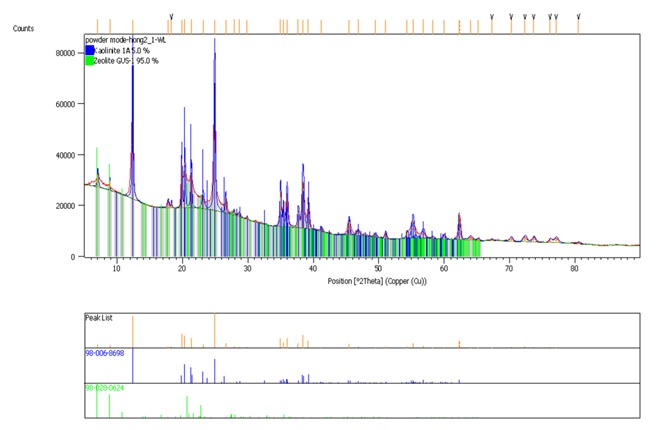 Counts
powder mode-hong2_1-WL
Kaolinite 1A 5.0 %
Zeolite GUS-1 95.0 %
80000
60000
40000
20000
0
10 20 30 40 50 60 70 80
Position [°2Theta] (Copper (Cu))
Peak List
98-006-8698
98-028-0624